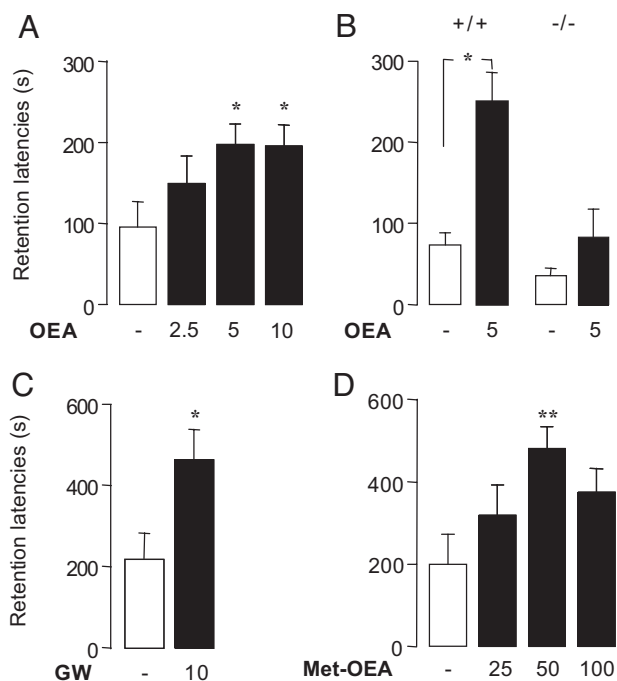 A
Retention latencies (s)
300
200
100
0
*
*
OEA
- 2.5 5 10
B
+/+ -/-
300
200
100
0
*
OEA
- 5 - 5
C
Retention latencies (s)
600
400
200
0
*
GW
- 10
D
600
400
200
0
**
Met-OEA
- 25 50 100